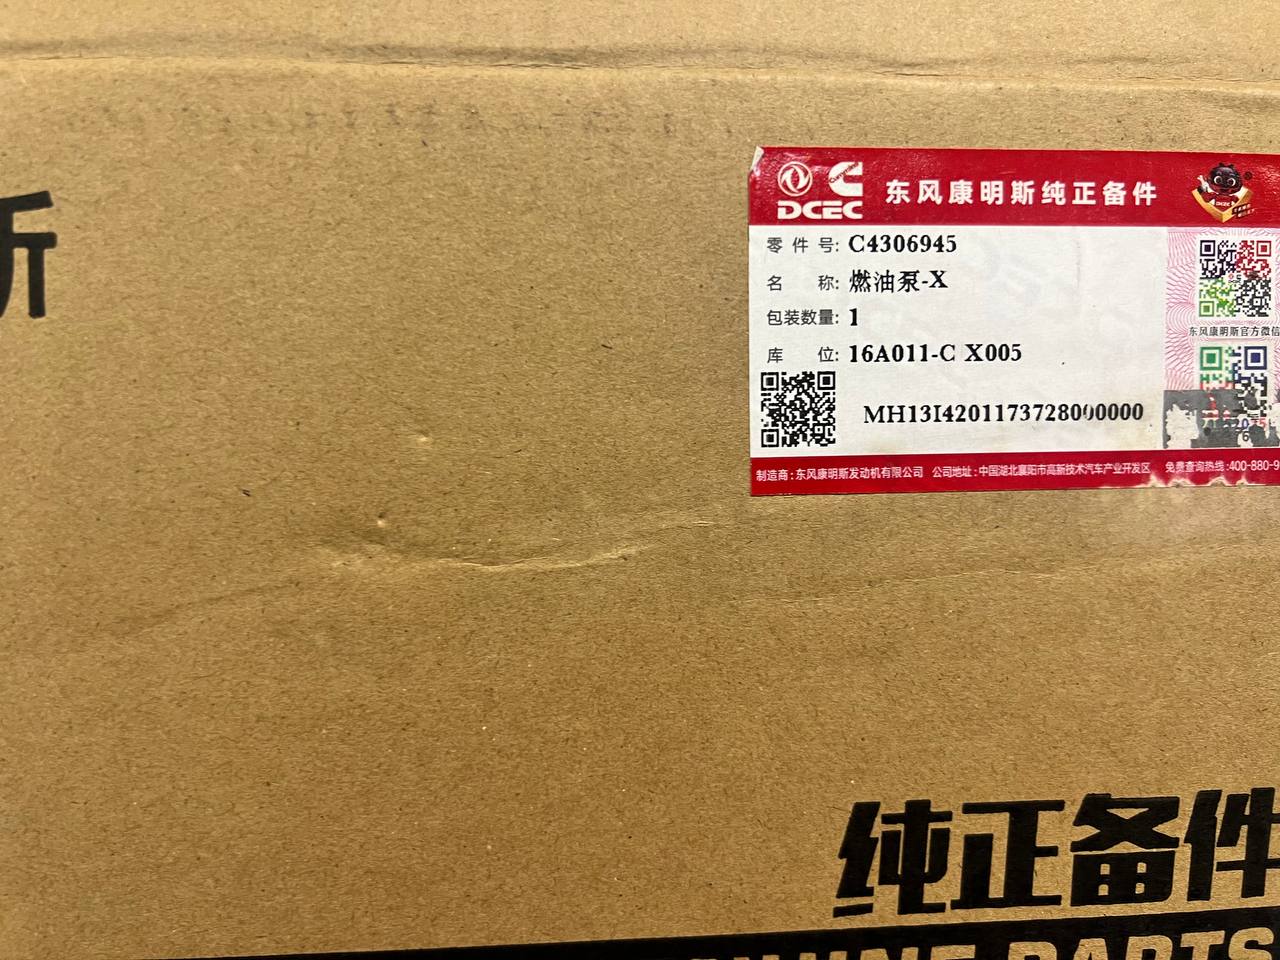 斤
DCEC
Cummins
东风康明斯纯正备件
零件号: C4306945
名称: 燃油泵-X
包装数量: 1
库位: 16A011-C X005
MH13I4201173728000000
东风康明斯官方微信
制造商:东风康明斯发动机有限公司 公司地址:中国湖北襄阳市高新技术汽车产业开发区 免费查询热线:400-880-9
纯正备件
PARTS